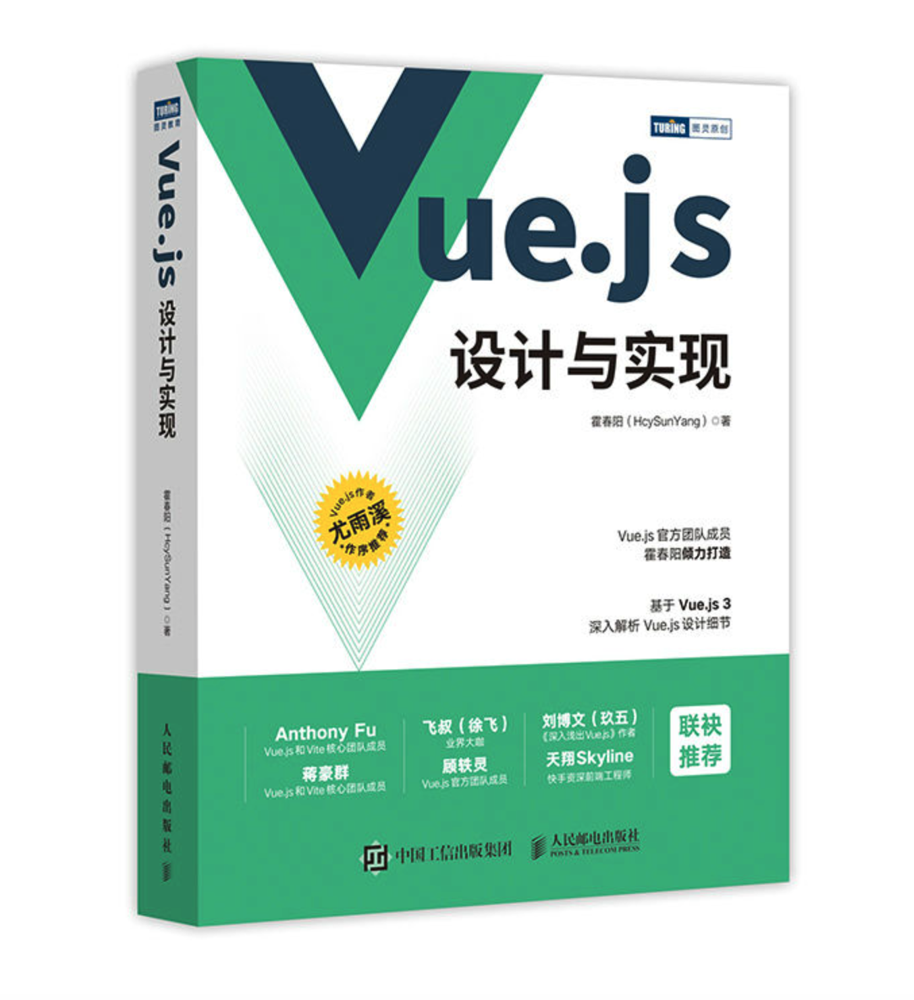 TURING
图灵教育
Vue.js 设计与实现
霍春阳（HcySunYang）◎著
人民邮电出版社
TURING 图灵原创
Vue.js
设计与实现
霍春阳（HcySunYang）◎著
Vue.js作者
尤雨溪
·作序推荐·
Vue.js 官方团队成员
霍春阳倾力打造
基于 Vue.js 3
深入解析 Vue.js 设计细节
Anthony Fu
Vue.js 和 Vite 核心团队成员
蒋豪群
Vue.js 和 Vite 核心团队成员
飞叔（徐飞）
业界大咖
顾轶灵
Vue.js 官方团队成员
刘博文（玖五）
《深入浅出Vue.js》作者
天翔Skyline
快手资深前端工程师
联袂
推荐
中国工信出版集团
人民邮电出版社
POSTS & TELECOM PRESS